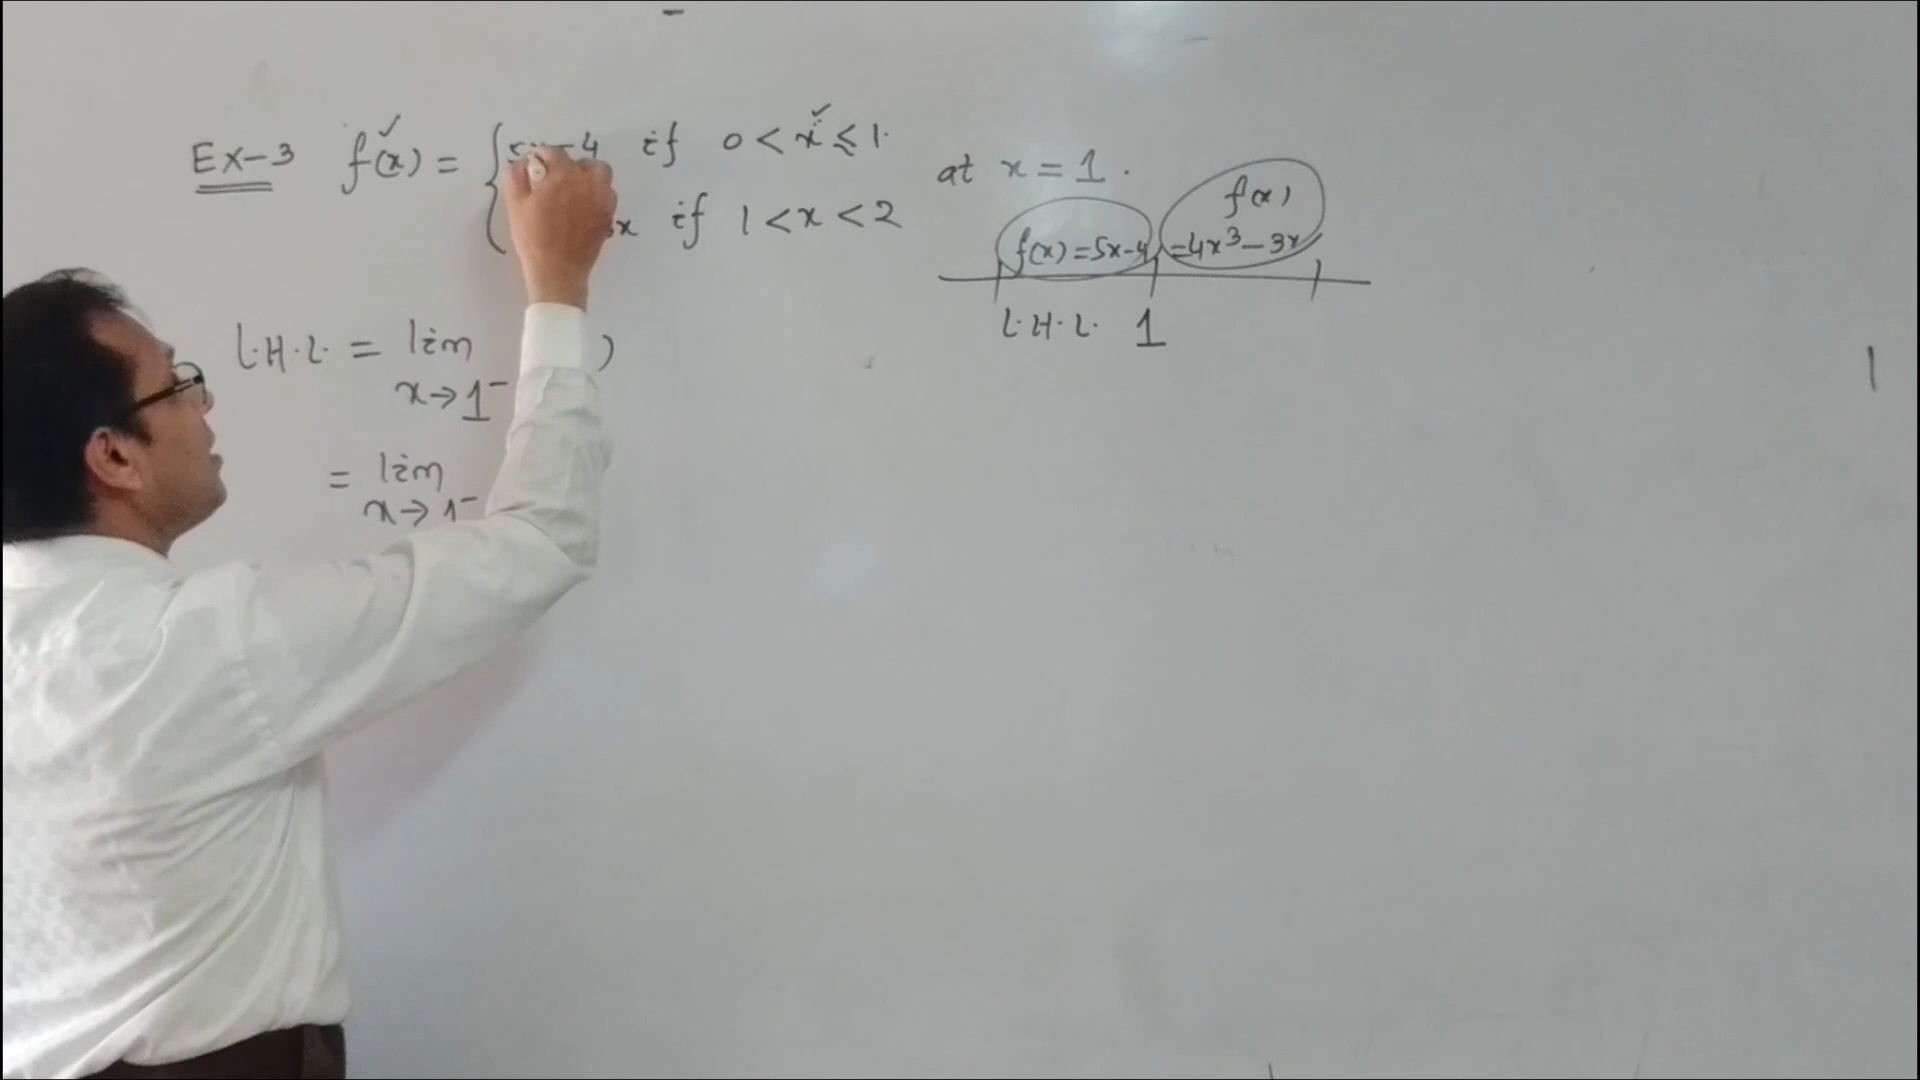 Ex-3 f(x) = { 5x-4 if 0 < x ≤ 1.
x if 1 < x < 2
at x = 1.
f(x)
f(x) = 5x-4 = 4x³ - 3x
L.H.L. 1
L.H.L. = lim )
x → 1⁻
= lim
x → 1⁻